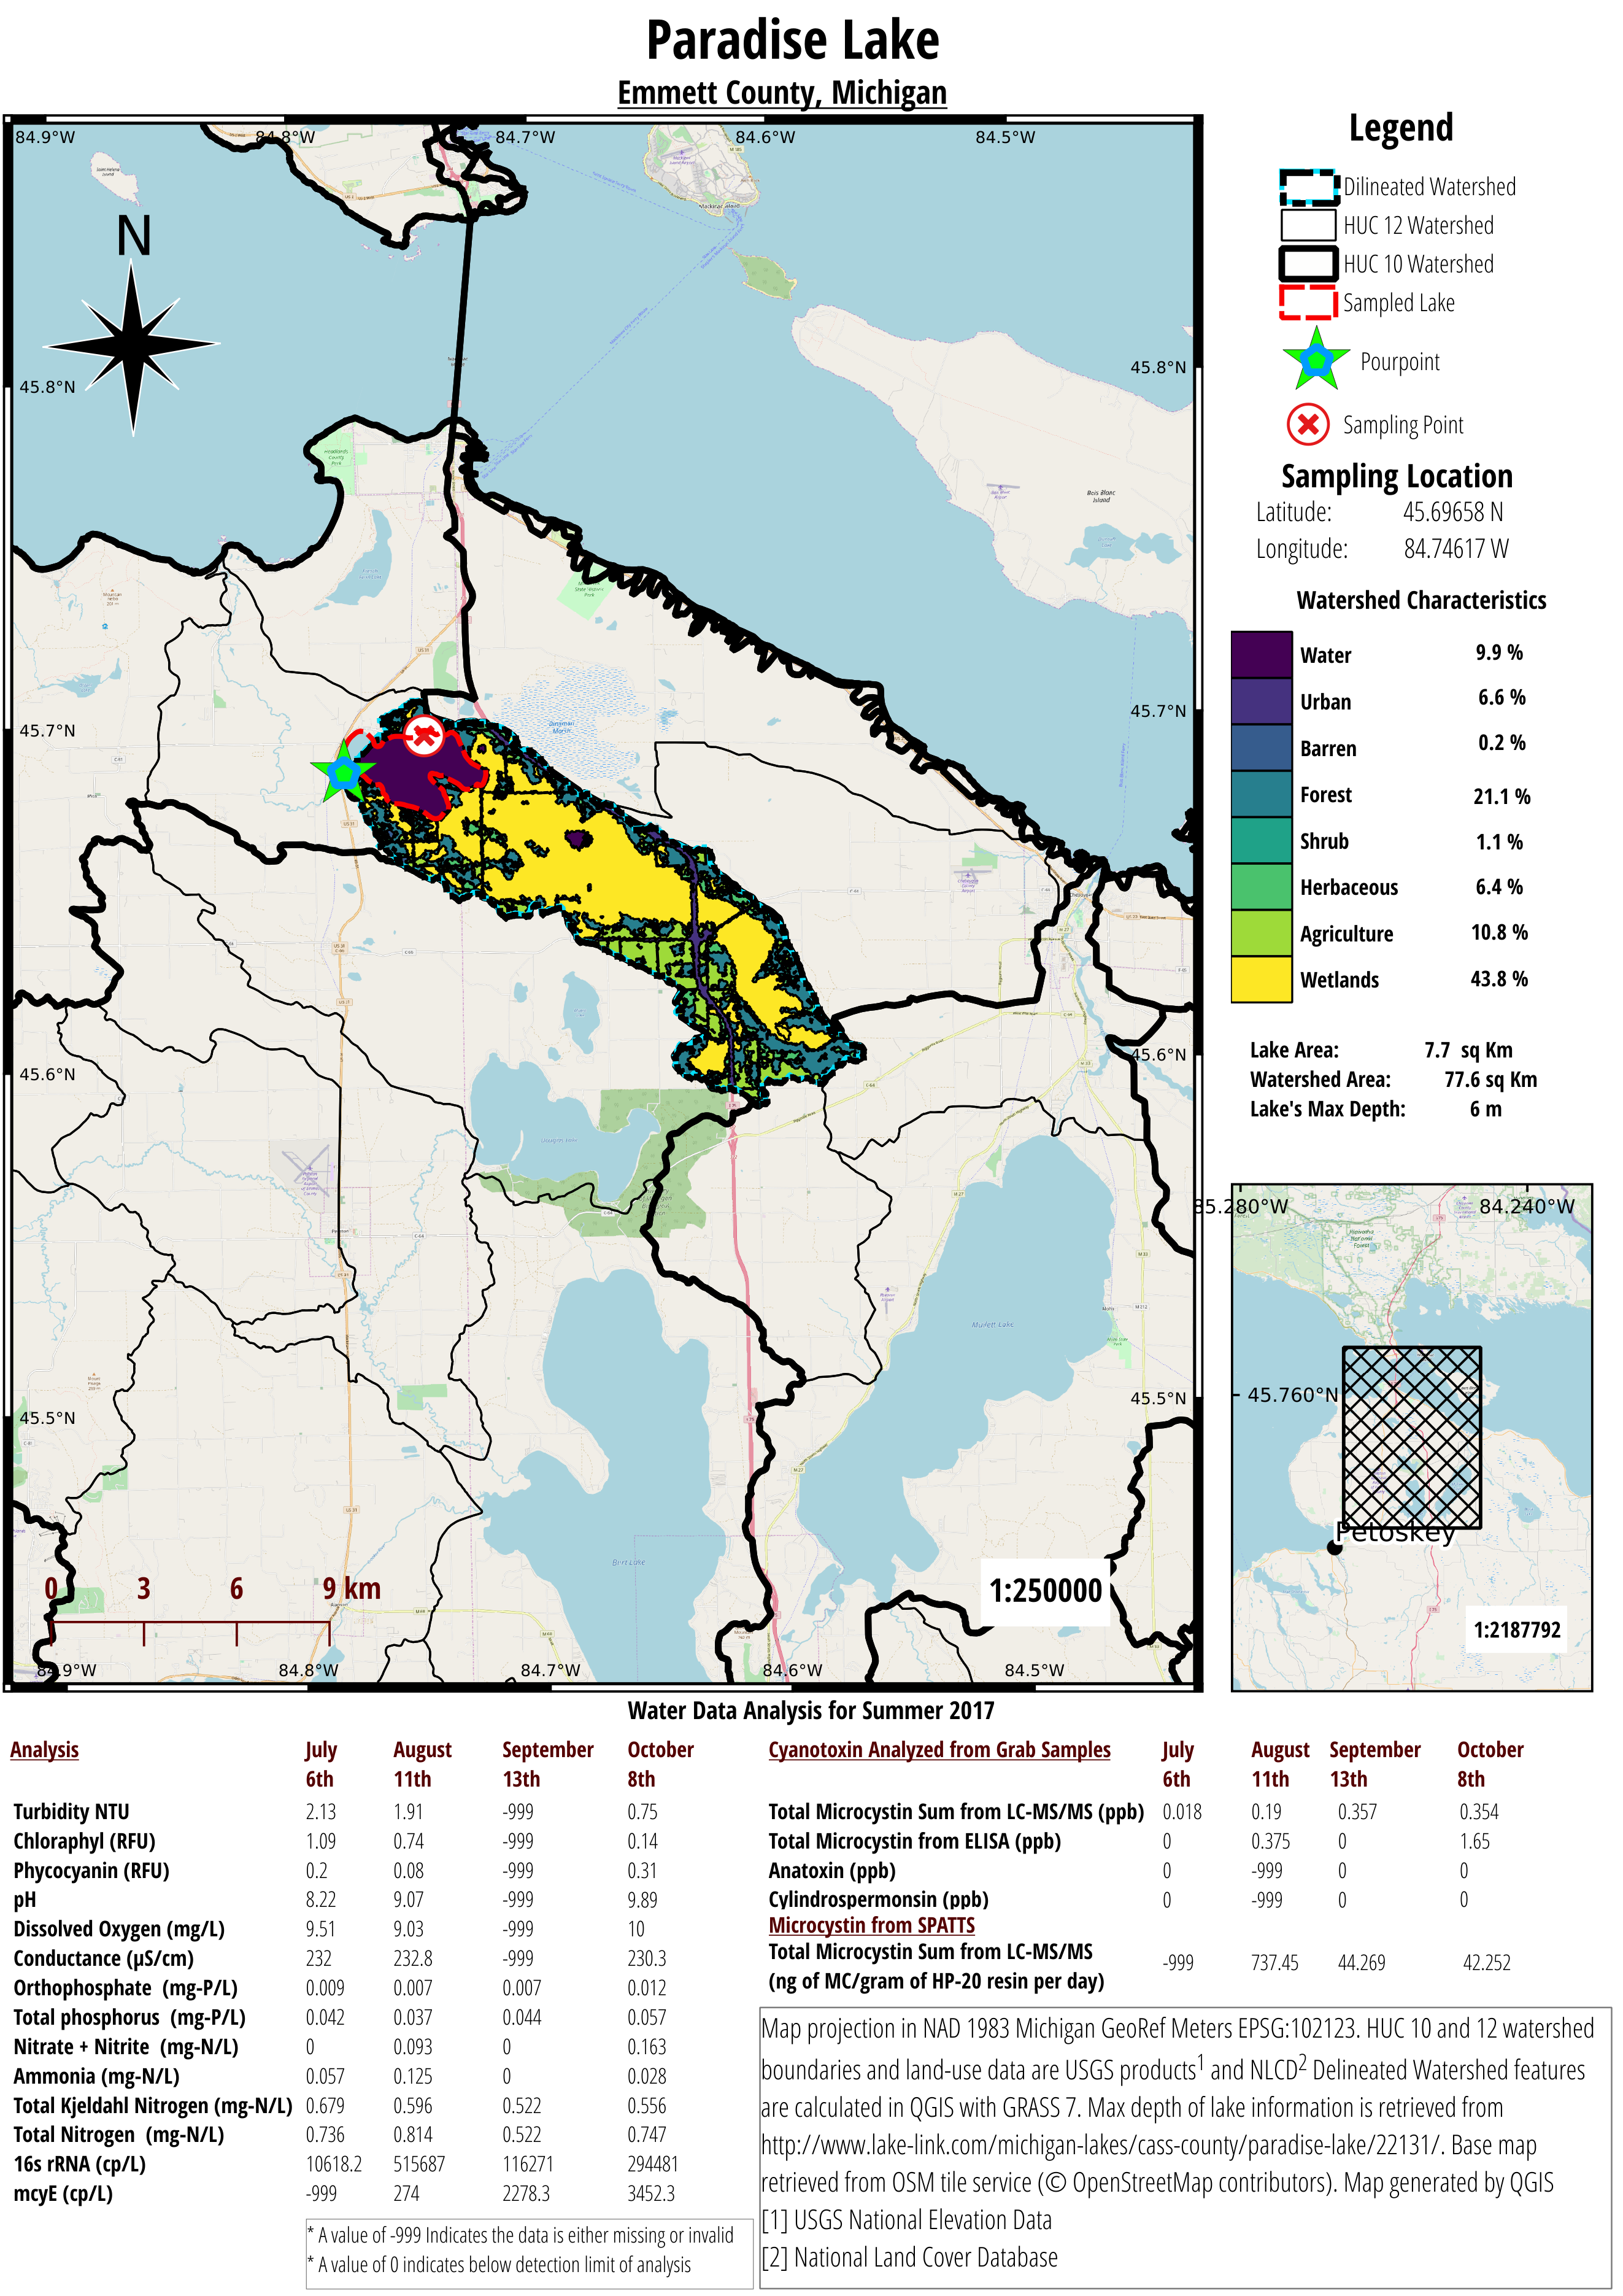 Paradise Lake
Emmett County, Michigan
84.9°W 84.8°W 84.7°W 84.6°W 84.5°W
N
Mackinac Island
45.8°N 45.8°N
Bois Blanc
Island
45.7°N 45.7°N
45.6°N 45.6°N
Mullett Lake
45.5°N 45.5°N
Burt Lake
0 3 6 9 km
1:250000
84.9°W 84.8°W 84.7°W 84.6°W 84.5°W
Legend
Dilineated Watershed
HUC 12 Watershed
HUC 10 Watershed
Sampled Lake
Pourpoint
Sampling Point
Sampling Location
Latitude: 45.69658 N
Longitude: 84.74617 W
Watershed Characteristics
Water 9.9 %
Urban 6.6 %
Barren 0.2 %
Forest 21.1 %
Shrub 1.1 %
Herbaceous 6.4 %
Agriculture 10.8 %
Wetlands 43.8 %
Lake Area: 7.7 sq Km
Watershed Area: 77.6 sq Km
Lake's Max Depth: 6 m
85.280°W 84.240°W
45.760°N
Petoskey
1:2187792
Water Data Analysis for Summer 2017
Analysis July August September October
6th 11th 13th 8th
Turbidity NTU 2.13 1.91 -999 0.75
Chloraphyl (RFU) 1.09 0.74 -999 0.14
Phycocyanin (RFU) 0.2 0.08 -999 0.31
pH 8.22 9.07 -999 9.89
Dissolved Oxygen (mg/L) 9.51 9.03 -999 10
Conductance (µS/cm) 232 232.8 -999 230.3
Orthophosphate (mg-P/L) 0.009 0.007 0.007 0.012
Total phosphorus (mg-P/L) 0.042 0.037 0.044 0.057
Nitrate + Nitrite (mg-N/L) 0 0.093 0 0.163
Ammonia (mg-N/L) 0.057 0.125 0 0.028
Total Kjeldahl Nitrogen (mg-N/L) 0.679 0.596 0.522 0.556
Total Nitrogen (mg-N/L) 0.736 0.814 0.522 0.747
16s rRNA (cp/L) 10618.2 515687 116271 294481
mcyE (cp/L) -999 274 2278.3 3452.3
* A value of -999 Indicates the data is either missing or invalid
* A value of 0 indicates below detection limit of analysis
Cyanotoxin Analyzed from Grab Samples July August September October
6th 11th 13th 8th
Total Microcystin Sum from LC-MS/MS (ppb) 0.018 0.19 0.357 0.354
Total Microcystin from ELISA (ppb) 0 0.375 0 1.65
Anatoxin (ppb) 0 -999 0 0
Cylindrospermonsin (ppb) 0 -999 0 0
Microcystin from SPATTS
Total Microcystin Sum from LC-MS/MS
(ng of MC/gram of HP-20 resin per day) -999 737.45 44.269 42.252
Map projection in NAD 1983 Michigan GeoRef Meters EPSG:102123. HUC 10 and 12 watershed
boundaries and land-use data are USGS products1 and NLCD2 Delineated Watershed features
are calculated in QGIS with GRASS 7. Max depth of lake information is retrieved from
http://www.lake-link.com/michigan-lakes/cass-county/paradise-lake/22131/. Base map
retrieved from OSM tile service (© OpenStreetMap contributors). Map generated by QGIS
[1] USGS National Elevation Data
[2] National Land Cover Database